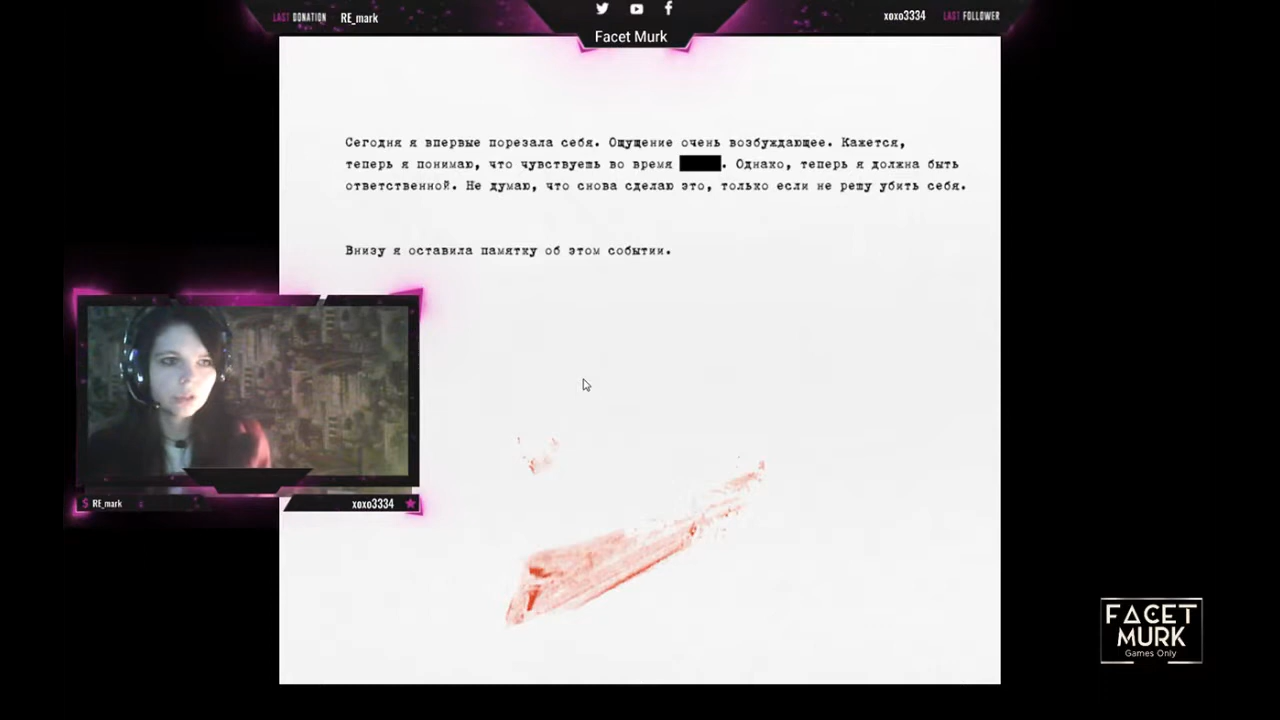 LAST DONATION RE_mark xoxo3334 LAST FOLLOWER
Facet Murk
Сегодня я впервые порезала себя. Ощущение очень возбуждающее. Кажется,
теперь я понимаю, что чувствуешь во время . Однако, теперь я должна быть
ответственной. Не думаю, что снова сделаю это, только если не решу убить себя.
Внизу я оставила памятку об этом событии.
$ RE_mark xoxo3334
FACET
MURK
Games Only